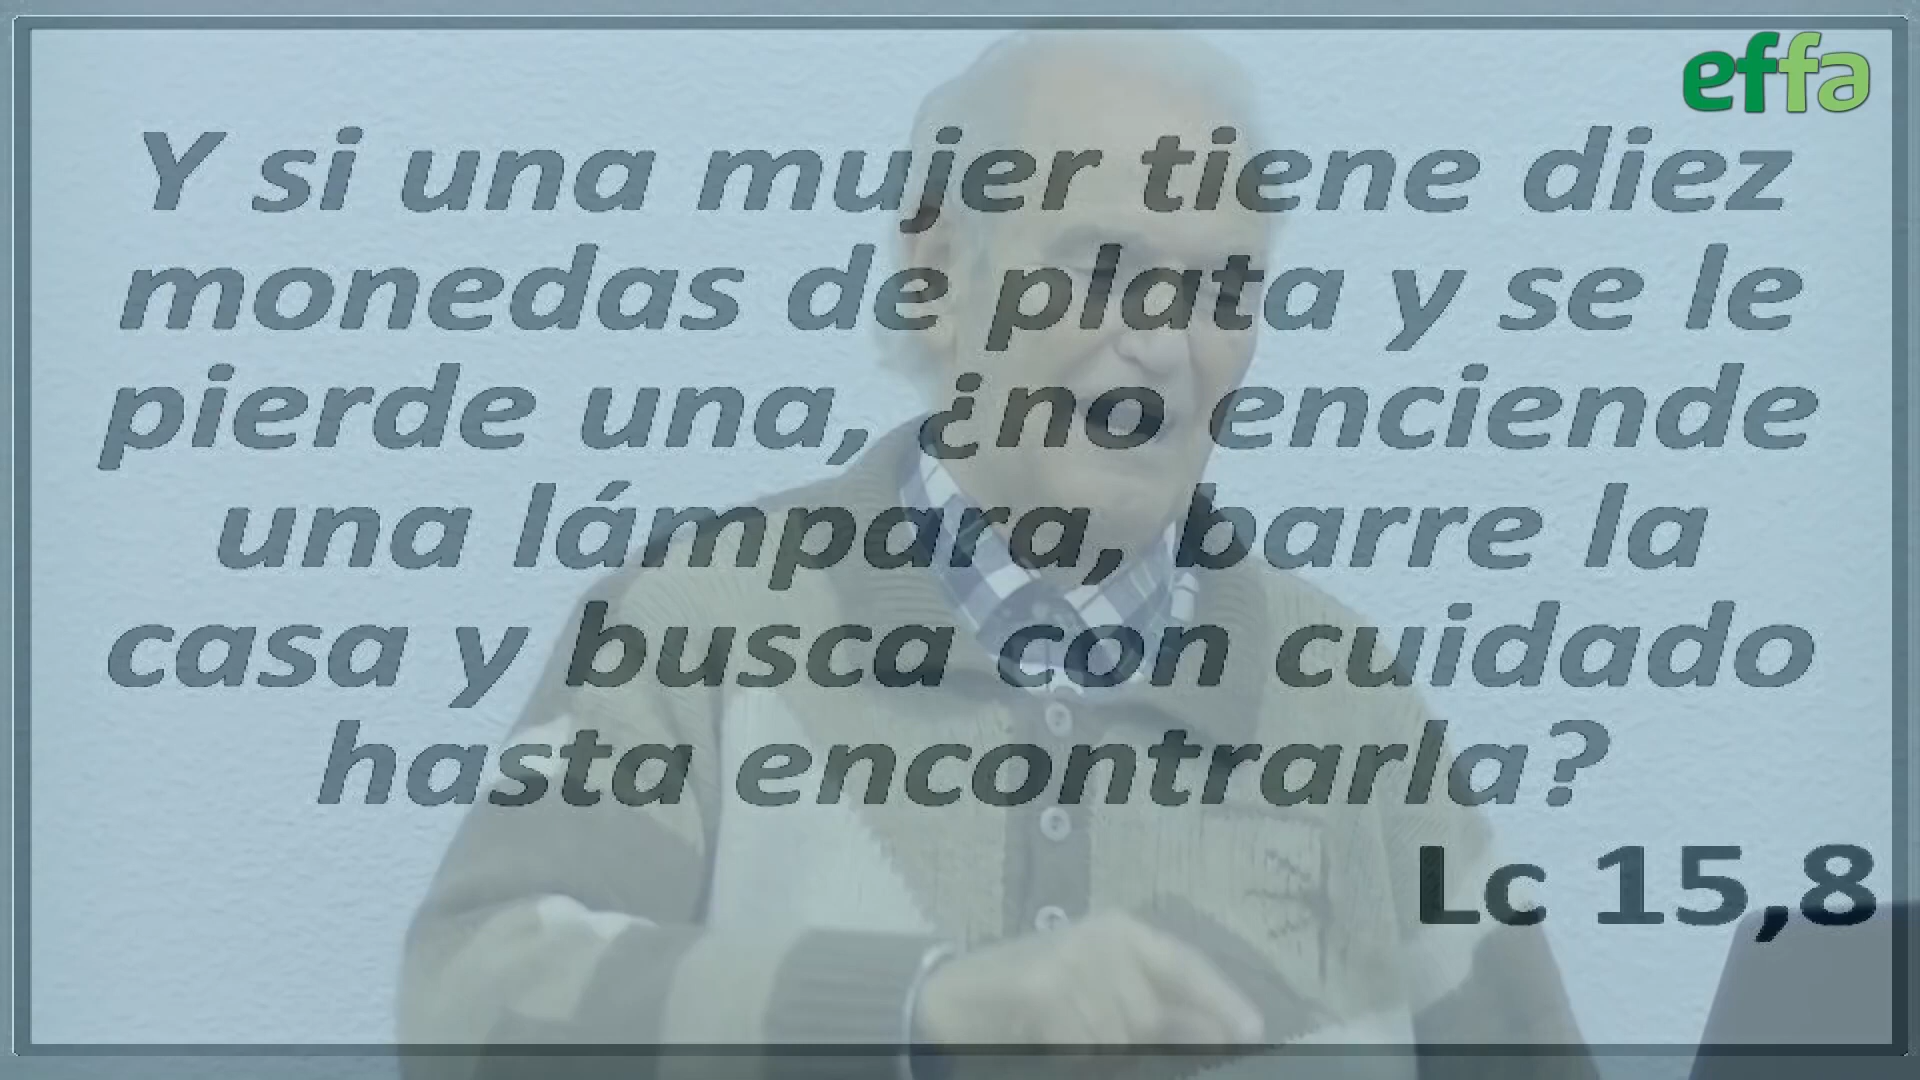 effa
Y si una mujer tiene diez
monedas de plata y se le
pierde una, ¿no enciende
una lámpara, barre la
casa y busca con cuidado
hasta encontrarla?
Lc 15,8